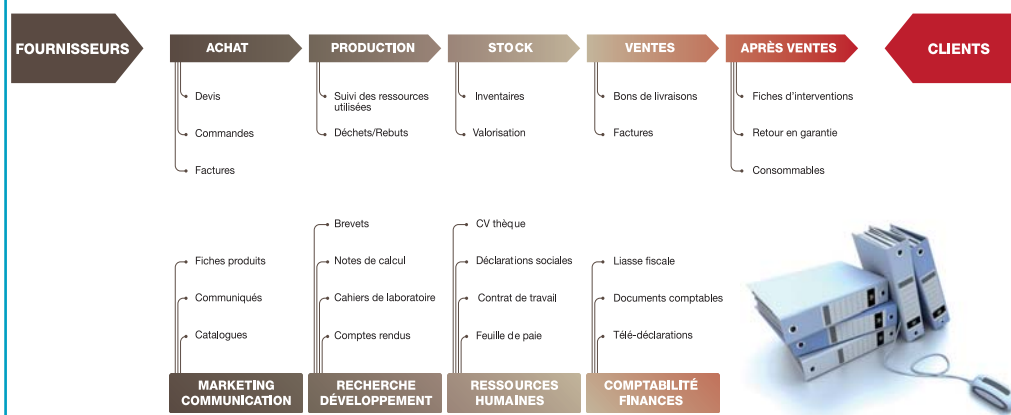 FOURNISSEURS
ACHAT
PRODUCTION
STOCK
VENTES
APRÈS VENTES
CLIENTS
Devis
Commandes
Factures
Suivi des ressources
utilisées
Déchets/Rebuts
Inventaires
Valorisation
Bons de livraisons
Factures
Fiches d'interventions
Retour en garantie
Consommables
Fiches produits
Communiqués
Catalogues
MARKETING
COMMUNICATION
Brevets
Notes de calcul
Cahiers de laboratoire
Comptes rendus
RECHERCHE
DÉVELOPPEMENT
CV thèque
Déclarations sociales
Contrat de travail
Feuille de paie
RESSOURCES
HUMAINES
Liasse fiscale
Documents comptables
Télé-déclarations
COMPTABILITÉ
FINANCES